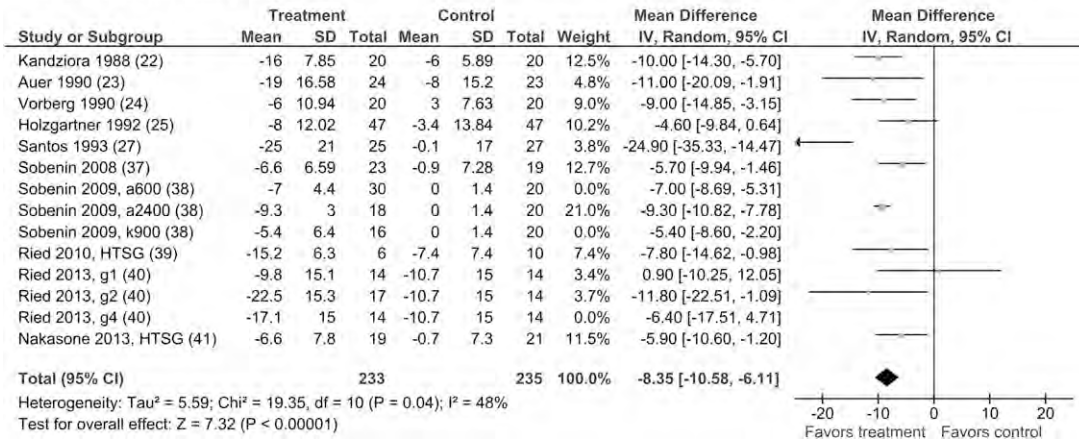 Treatment Control Mean Difference Mean Difference
Study or Subgroup Mean SD Total Mean SD Total Weight IV, Random, 95% CI IV, Random, 95% CI
Kandziora 1988 (22) -16 7.85 20 -6 5.89 20 12.5% -10.00 [-14.30, -5.70]
Auer 1990 (23) -19 16.58 24 -8 15.2 23 4.8% -11.00 [-20.09, -1.91]
Vorberg 1990 (24) -6 10.94 20 3 7.63 20 9.0% -9.00 [-14.85, -3.15]
Holzgartner 1992 (25) -8 12.02 47 -3.4 13.84 47 10.2% -4.60 [-9.84, 0.64]
Santos 1993 (27) -25 21 25 -0.1 17 27 3.8% -24.90 [-35.33, -14.47]
Sobenin 2008 (37) -6.6 6.59 23 -0.9 7.28 19 12.7% -5.70 [-9.94, -1.46]
Sobenin 2009, a600 (38) -7 4.4 30 0 1.4 20 0.0% -7.00 [-8.69, -5.31]
Sobenin 2009, a2400 (38) -9.3 3 18 0 1.4 20 21.0% -9.30 [-10.82, -7.78]
Sobenin 2009, k900 (38) -5.4 6.4 16 0 1.4 20 0.0% -5.40 [-8.60, -2.20]
Ried 2010, HTSG (39) -15.2 6.3 6 -7.4 7.4 10 7.4% -7.80 [-14.62, -0.98]
Ried 2013, g1 (40) -9.8 15.1 14 -10.7 15 14 3.4% 0.90 [-10.25, 12.05]
Ried 2013, g2 (40) -22.5 15.3 17 -10.7 15 14 3.7% -11.80 [-22.51, -1.09]
Ried 2013, g4 (40) -17.1 15 14 -10.7 15 14 0.0% -6.40 [-17.51, 4.71]
Nakasone 2013, HTSG (41) -6.6 7.8 19 -0.7 7.3 21 11.5% -5.90 [-10.60, -1.20]
Total (95% CI) 233 235 100.0% -8.35 [-10.58, -6.11]
Heterogeneity: Tau² = 5.59; Chi² = 19.35, df = 10 (P = 0.04); I² = 48%
Test for overall effect: Z = 7.32 (P < 0.00001)
-20 -10 0 10 20
Favors treatment Favors control